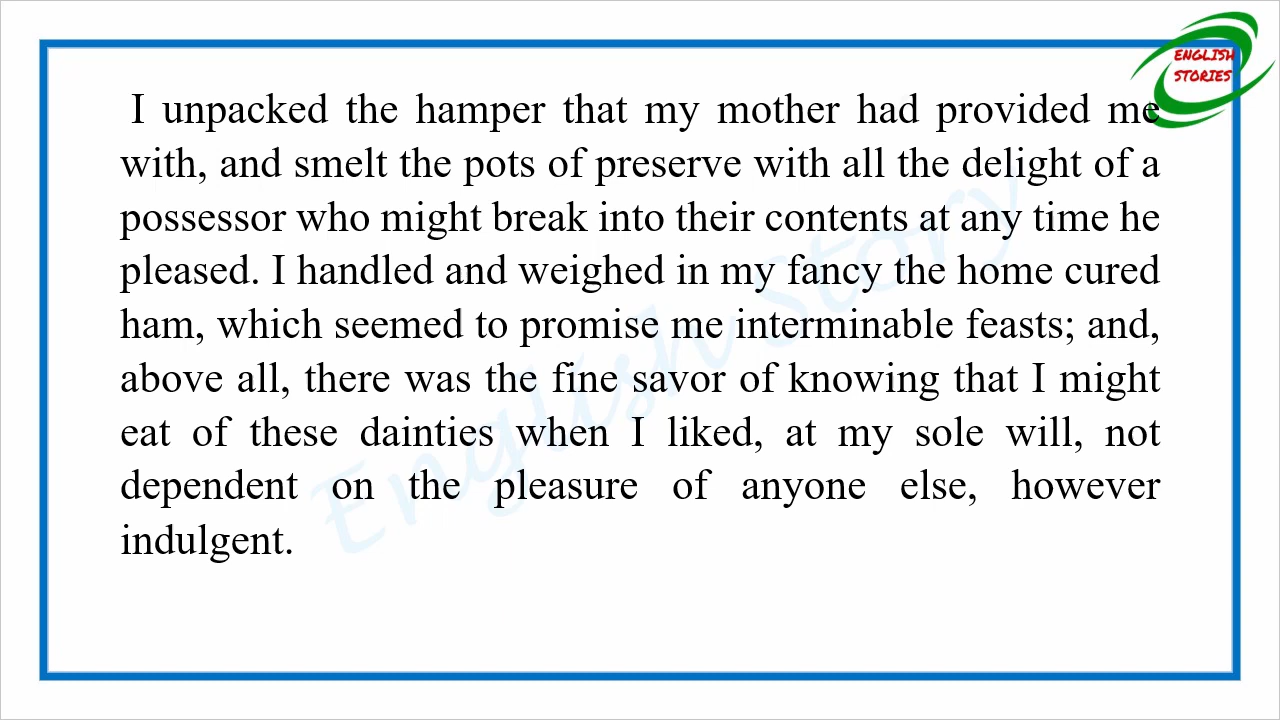 ENGLISH
STORIES
I unpacked the hamper that my mother had provided me
with, and smelt the pots of preserve with all the delight of a
possessor who might break into their contents at any time he
pleased. I handled and weighed in my fancy the home cured
ham, which seemed to promise me interminable feasts; and,
above all, there was the fine savor of knowing that I might
eat of these dainties when I liked, at my sole will, not
dependent on the pleasure of anyone else, however
indulgent.
English Story